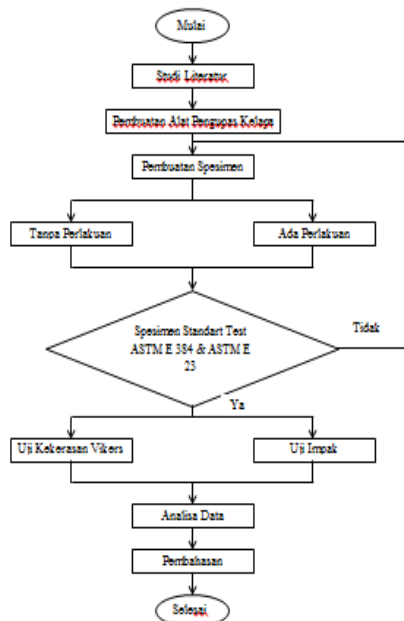 Mulai
Studi Literatur
Pembuatan Alat Pengupas Kelapa
Pembuatan Spesimen
Tanpa Perlakuan
Ada Perlakuan
Spesimen Standart Test
ASTM E 384 & ASTM E
23
Tidak
Ya
Uji Kekerasan Vikers
Uji Impak
Analisa Data
Pembahasan
Selesai